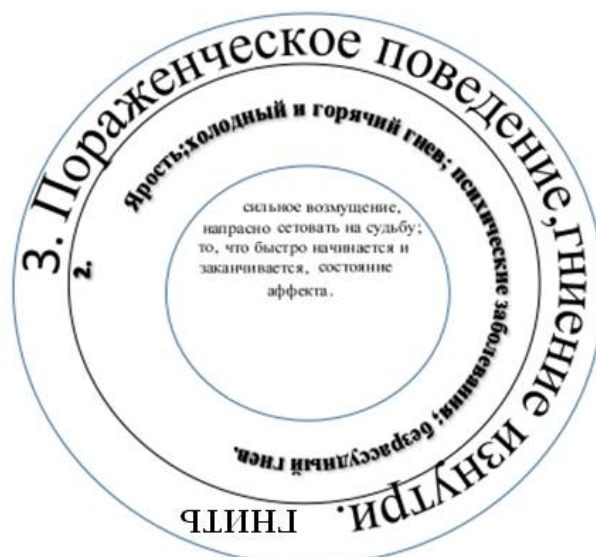 3. Пораженческое поведение,гниение изнутри.
гнить
2.
Ярость;холодный и горячий гнев; психические заболевания; безрассудный гнев.
сильное возмущение,
напрасно сетовать на судьбу;
то, что быстро начинается и
заканчивается, состояние
аффекта.